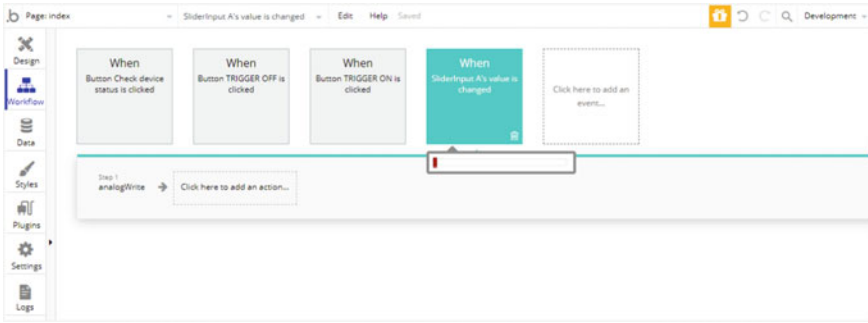 Page: index
SliderInput A's value is changed
Edit
Help
Saved
Development
Design
Workflow
Data
Styles
Plugins
Settings
Logs
When
Button Check device
status is clicked
When
Button TRIGGER OFF is
clicked
When
Button TRIGGER ON is
clicked
When
SliderInput A's value is
changed
Click here to add an
event...
Step 1
analogWrite
Click here to add an action...